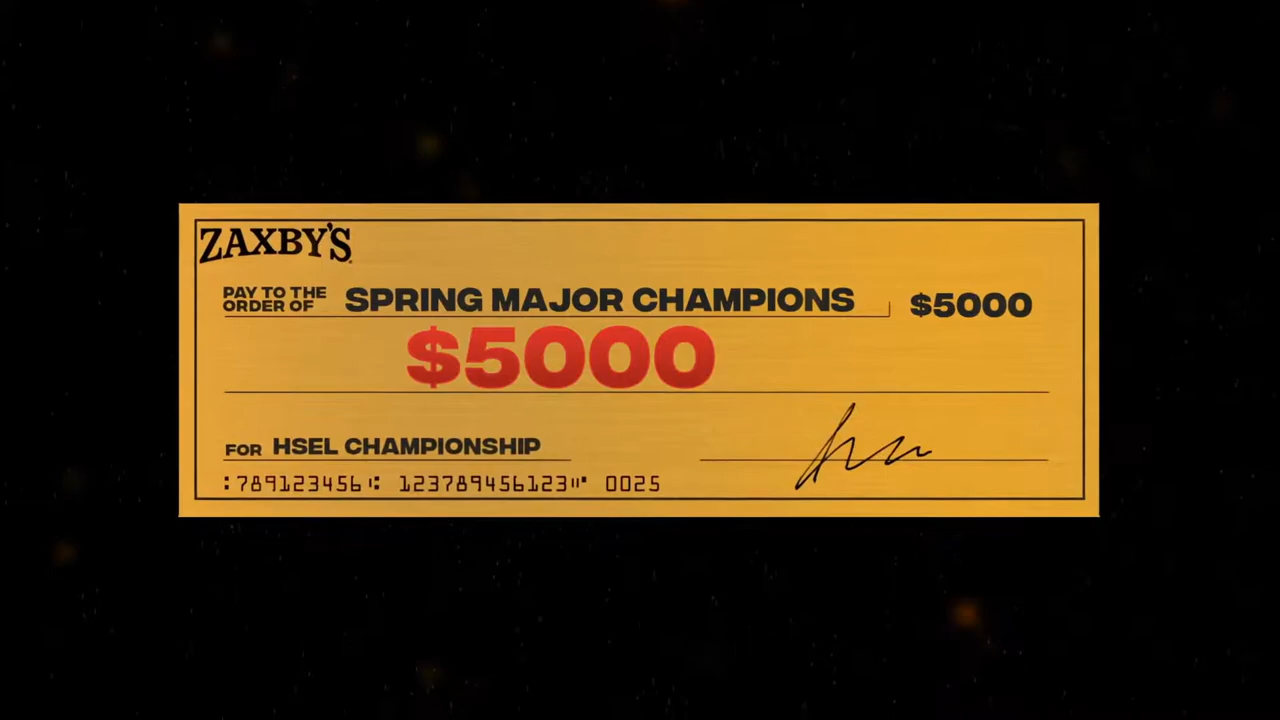 ZAXBY'S
PAY TO THE
ORDER OF
SPRING MAJOR CHAMPIONS
$5000
$5000
FOR HSEL CHAMPIONSHIP
⑆789123456⑆ 123789456123⑈ 0025